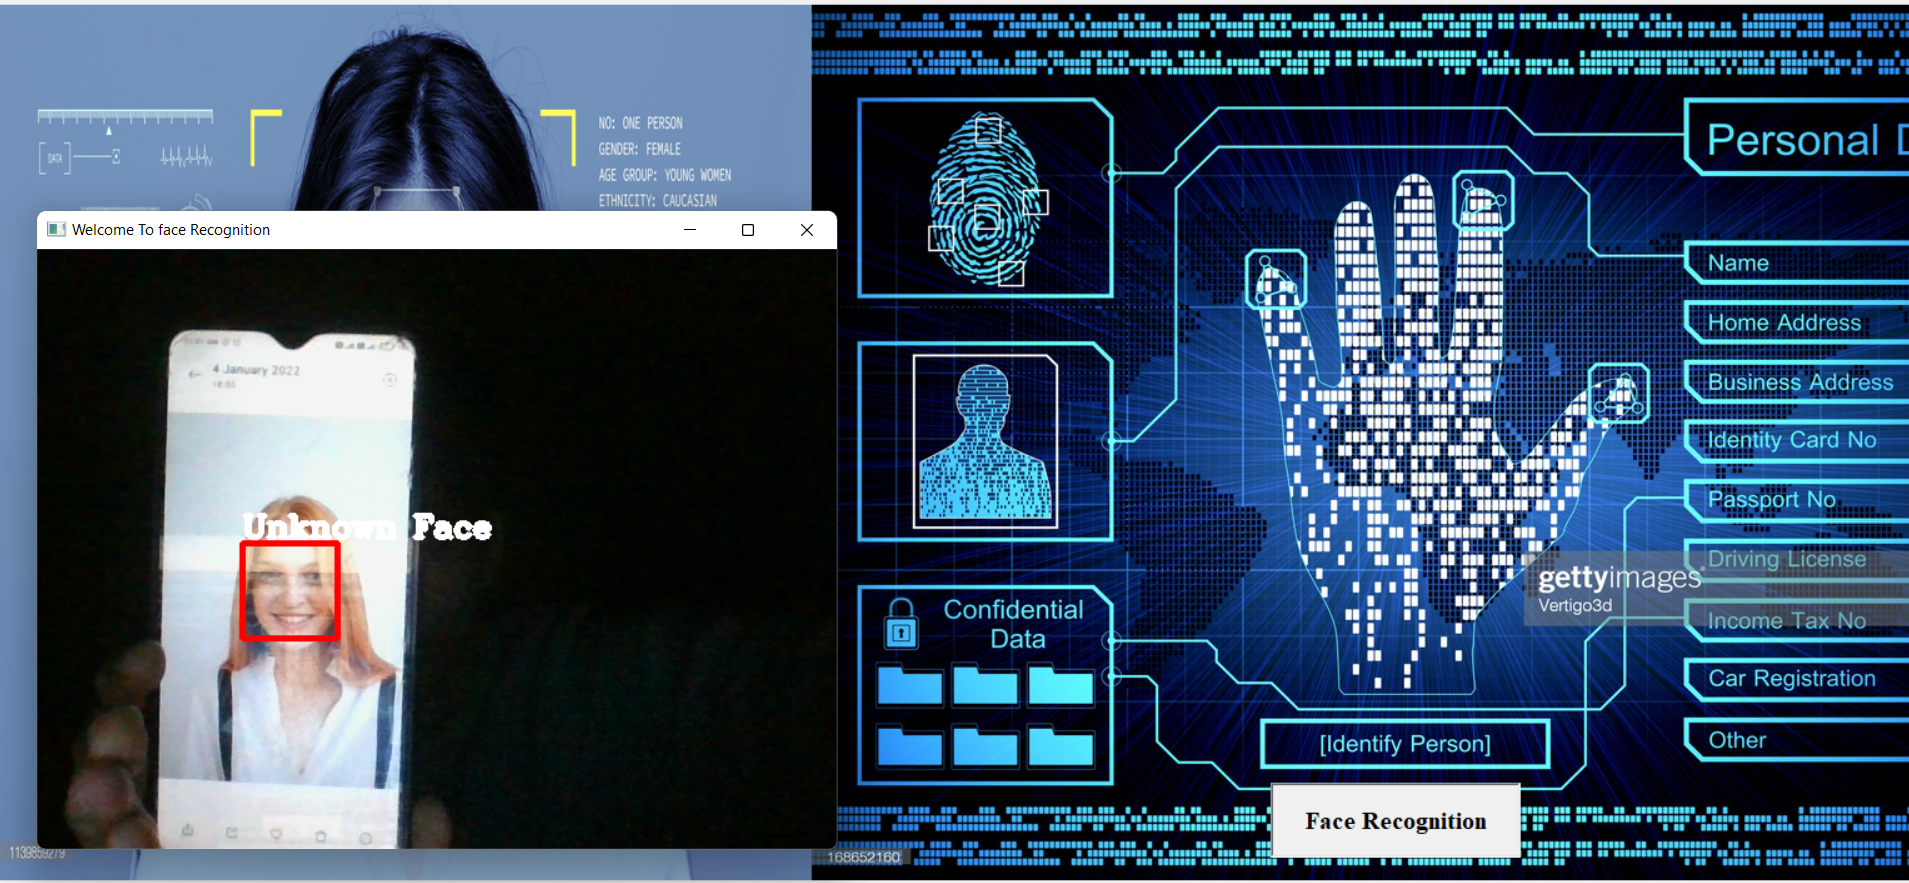 NO: ONE PERSON
GENDER: FEMALE
AGE GROUP: YOUNG WOMEN
ETHNICITY: CAUCASIAN
[DATA]
Welcome To face Recognition
4 January 2022
18:55
Unknown Face
1139859279
Personal D
Name
Home Address
Business Address
Identity Card No
Passport No
Driving License
Income Tax No
Car Registration
Other
gettyimages®
Vertigo3d
Confidential
Data
[Identify Person]
Face Recognition
168652160